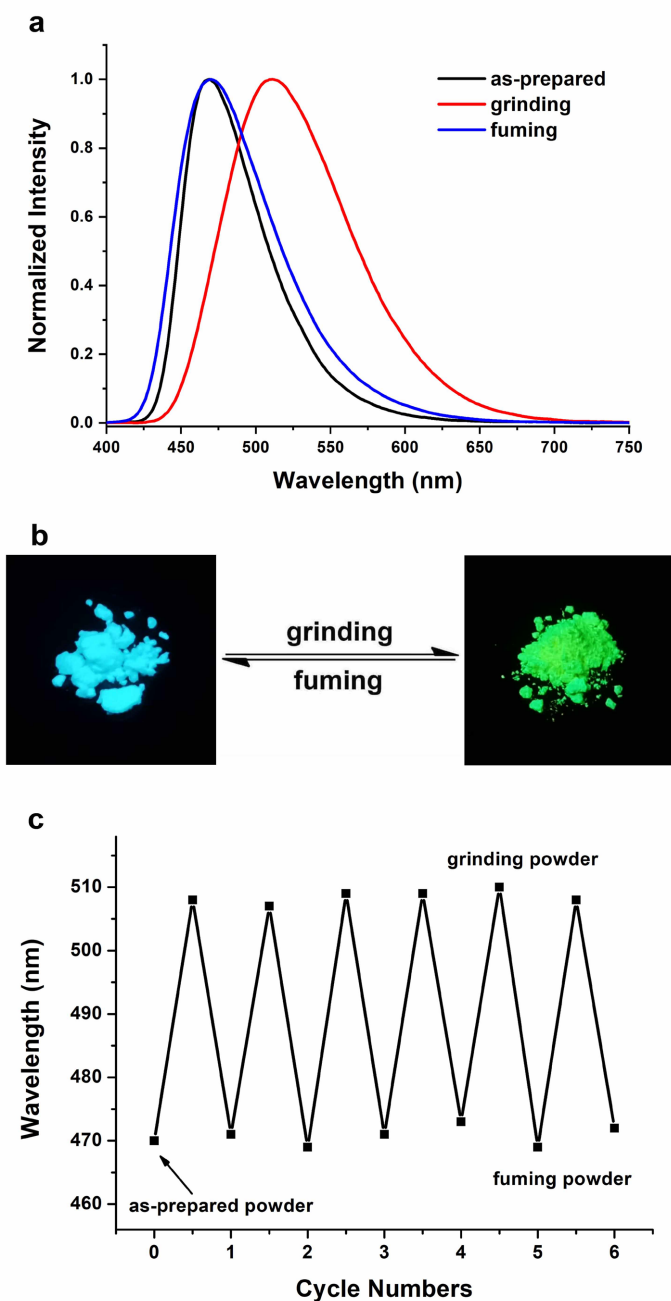 a
1.0
0.8
0.6
0.4
0.2
0.0
Normalized Intensity
as-prepared
grinding
fuming
400 450 500 550 600 650 700 750
Wavelength (nm)
b
grinding
fuming
c
grinding powder
510
500
490
480
470
460
Wavelength (nm)
as-prepared powder
fuming powder
0 1 2 3 4 5 6
Cycle Numbers